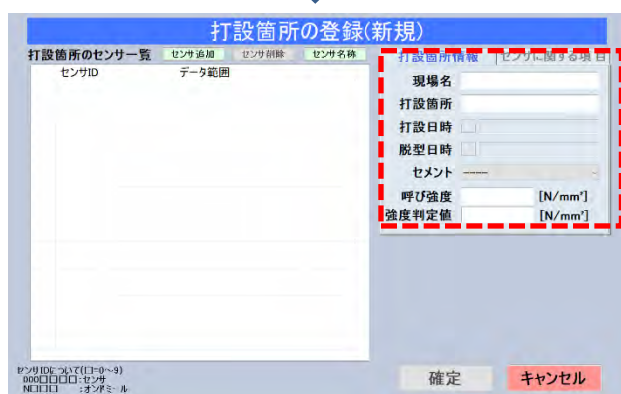 打設箇所の登録(新規)
打設箇所のセンサ一覧 センサ追加 センサ削除 センサ名称
センサID データ範囲
打設箇所情報 センサに関する項目
現場名
打設箇所
打設日時
脱型日時
セメント ----
呼び強度 [N/mm²]
強度判定値 [N/mm²]
センサIDについて(□=0~9)
D00□□□□:センサ
N□□□ :オンドミール
確定 キャンセル